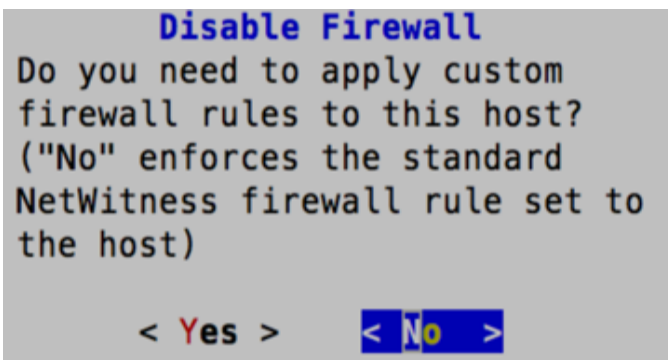 Disable Firewall
Do you need to apply custom
firewall rules to this host?
("No" enforces the standard
NetWitness firewall rule set to
the host)
< Yes > < No >